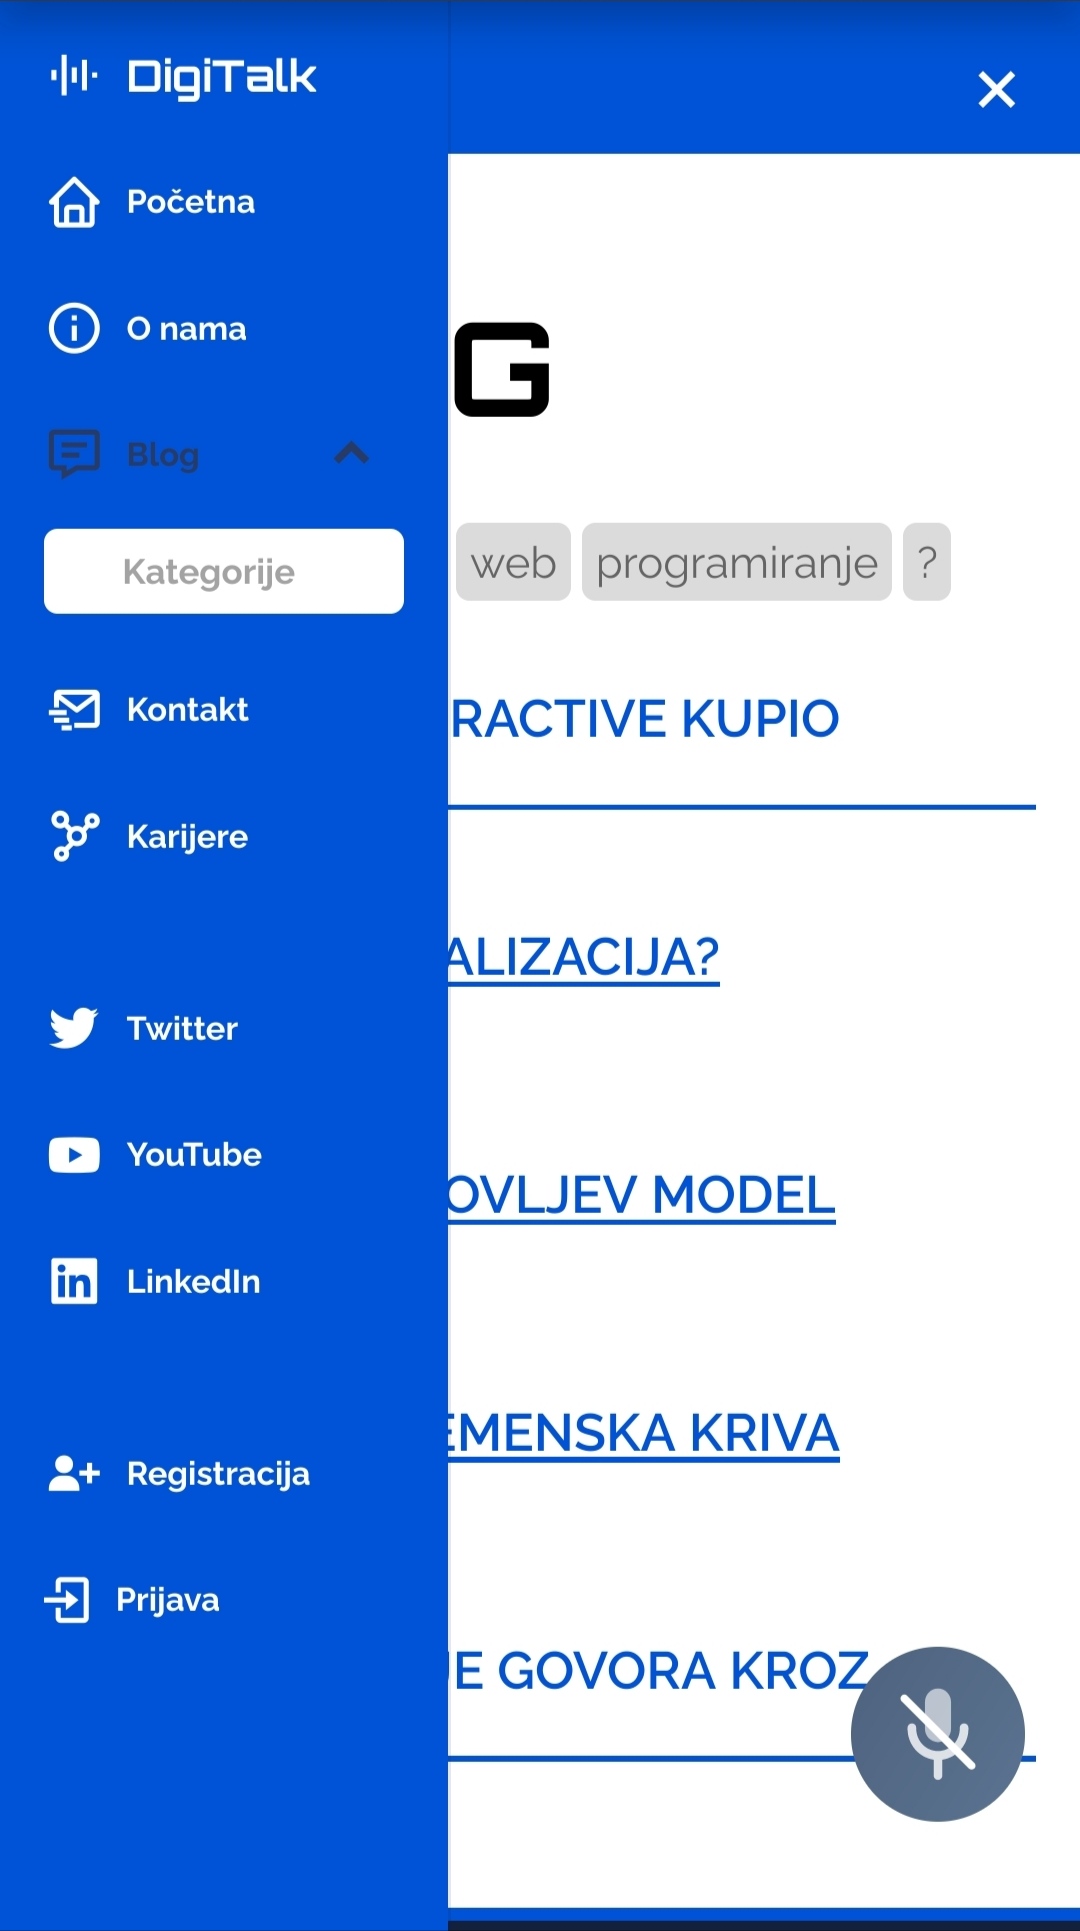 DigiTalk
Početna
O nama
Blog
Kategorije
Kontakt
Karijere
Twitter
YouTube
LinkedIn
Registracija
Prijava
G
web programiranje ?
RACTIVE KUPIO
ALIZACIJA?
OVLJEV MODEL
EMENSKA KRIVA
JE GOVORA KROZ